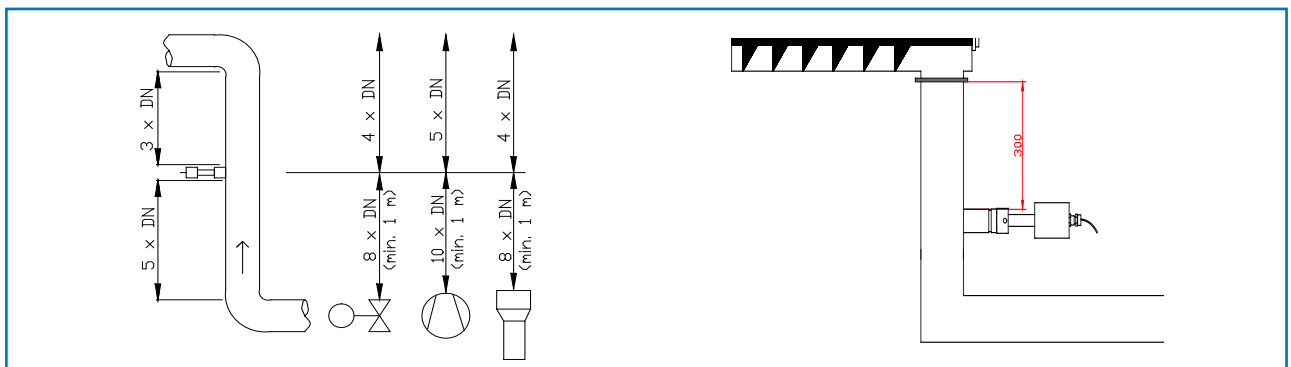 3 x DN
5 x DN
4 x DN
5 x DN
4 x DN
8 x DN
(min. 1 m)
10 x DN
(min. 1 m)
8 x DN
(min. 1 m)
300